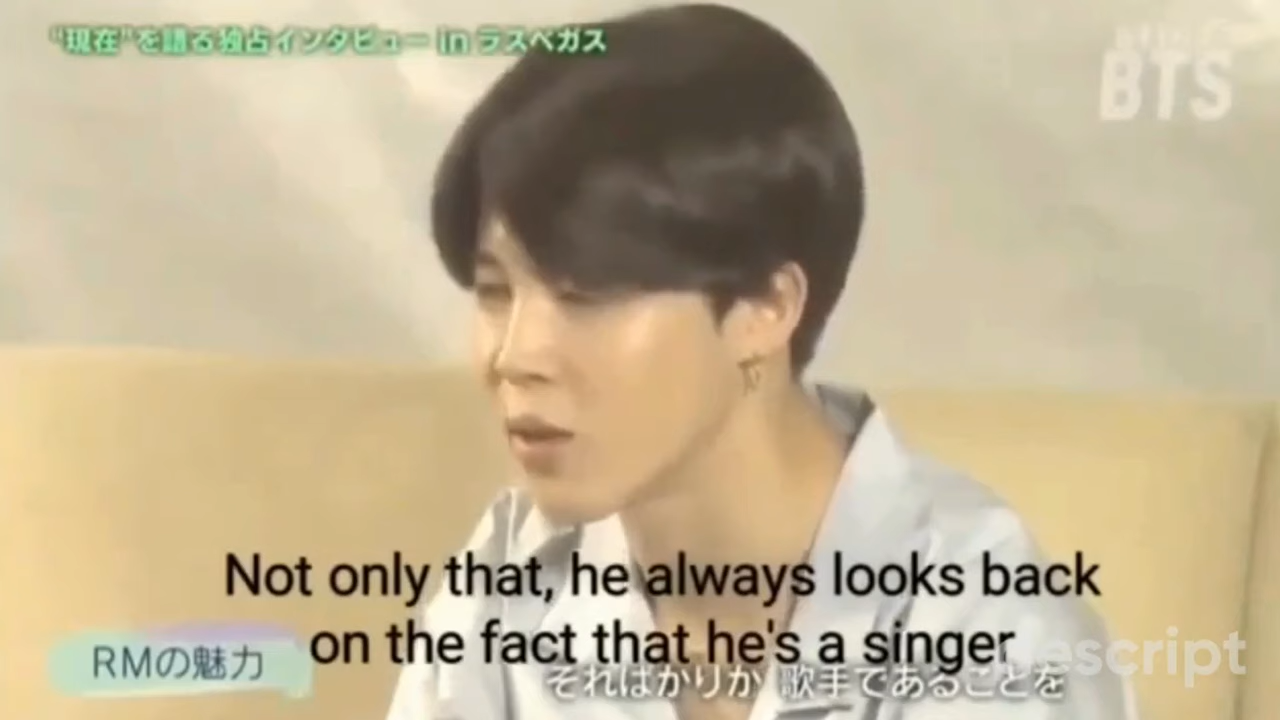 "現在"を語る独占インタビュー in ラスベガス
BTS
Not only that, he always looks back
on the fact that he's a singer
RMの魅力
descript
そればかりか 歌手であることを